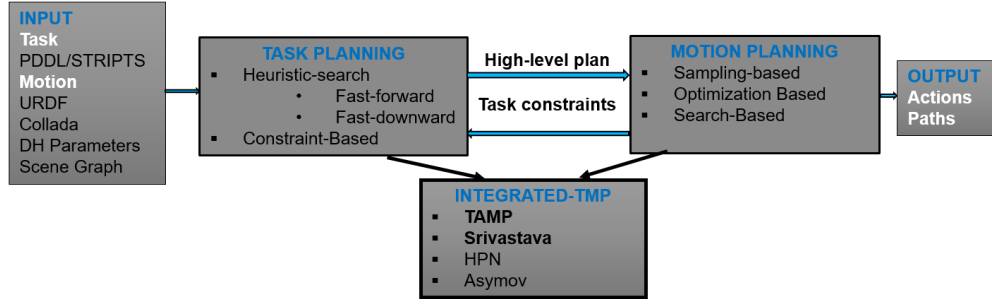 INPUT
Task
PDDL/STRIPTS
Motion
URDF
Collada
DH Parameters
Scene Graph
TASK PLANNING
▪ Heuristic-search
• Fast-forward
• Fast-downward
▪ Constraint-Based
High-level plan
Task constraints
MOTION PLANNING
▪ Sampling-based
▪ Optimization Based
▪ Search-Based
OUTPUT
Actions
Paths
INTEGRATED-TMP
▪ TAMP
▪ Srivastava
▪ HPN
▪ Asymov